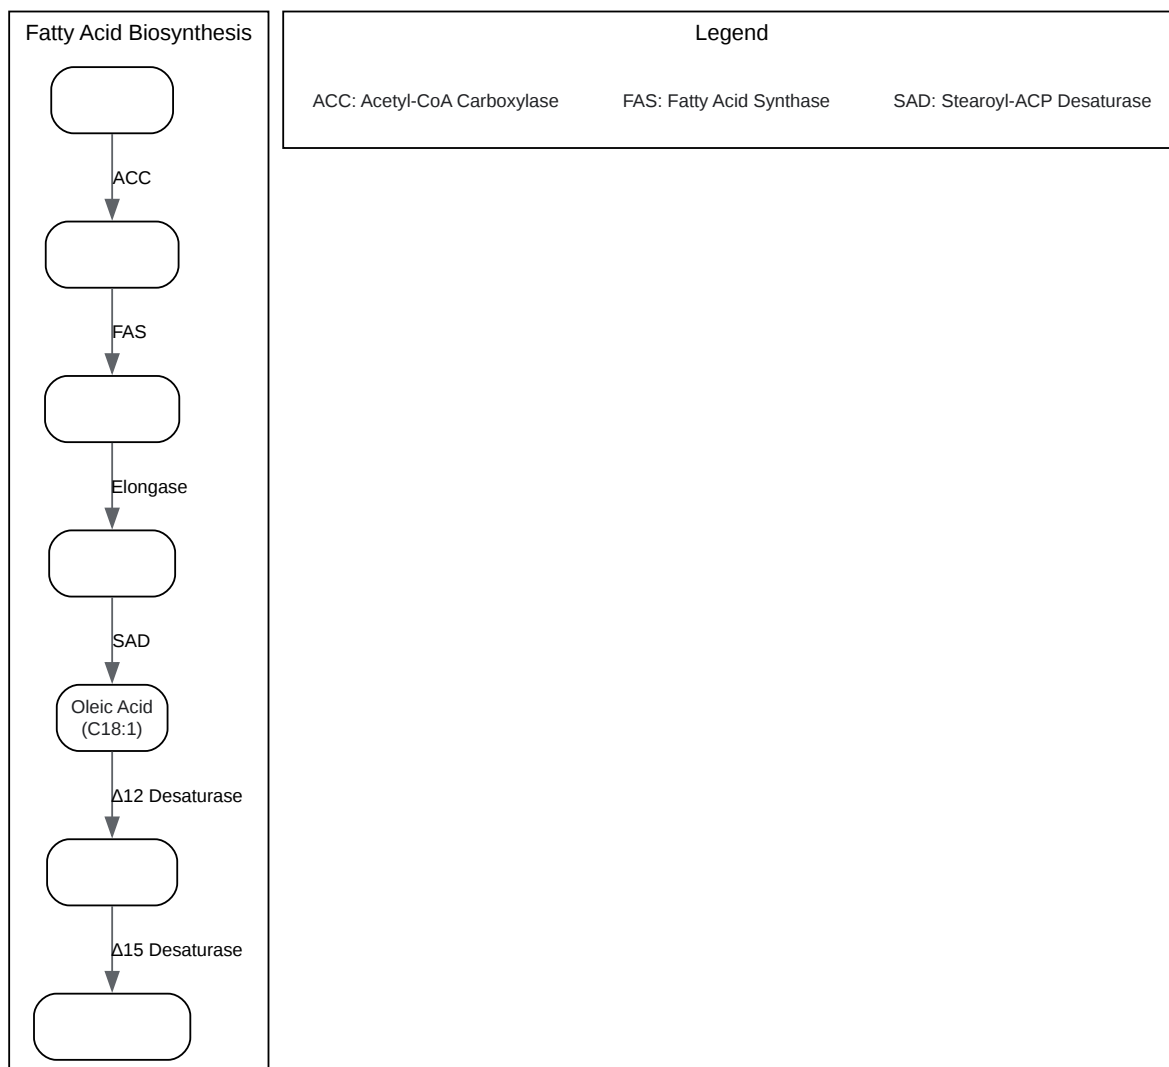 Fatty Acid Biosynthesis
ACC
FAS
Elongase
SAD
Oleic Acid
(C18:1)
Δ12 Desaturase
Δ15 Desaturase
Legend
ACC: Acetyl-CoA Carboxylase
FAS: Fatty Acid Synthase
SAD: Stearoyl-ACP Desaturase